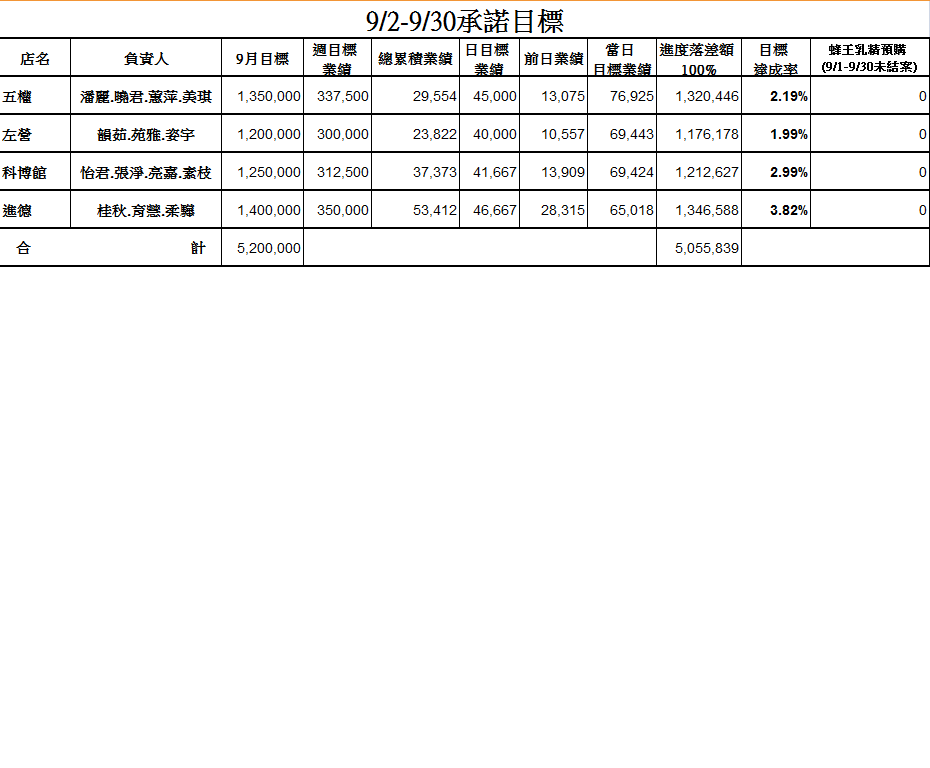 9/2-9/30承諾目標
店名 負責人 9月目標 週目標業績 總累積業績 日目標業績 前日業績 當日目標業績 進度落差額100% 目標達成率 蜂王乳精預購(9/1-9/30未結案)
五權 潘麗.曉君.蕙萍.美琪 1,350,000 337,500 29,554 45,000 13,075 76,925 1,320,446 2.19% 0
左營 韻茹.苑雅.姿宇 1,200,000 300,000 23,822 40,000 10,557 69,443 1,176,178 1.99% 0
科博館 怡君.張淨.亮嘉.素枝 1,250,000 312,500 37,373 41,667 13,909 69,424 1,212,627 2.99% 0
進德 桂秋.育慧.柔驊 1,400,000 350,000 53,412 46,667 28,315 65,018 1,346,588 3.82% 0
合 計 5,200,000 5,055,839